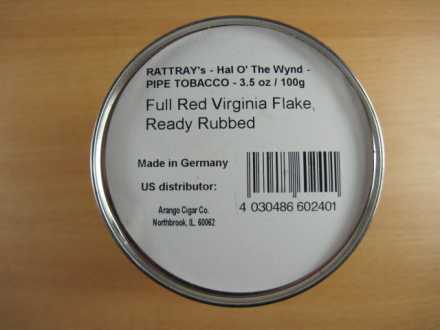 RATTRAY's - Hal O' The Wynd -
PIPE TOBACCO - 3.5 oz / 100g
Full Red Virginia Flake,
Ready Rubbed
Made in Germany
US distributor:
Arango Cigar Co.
Northbrook, IL. 60062
4 030486 602401